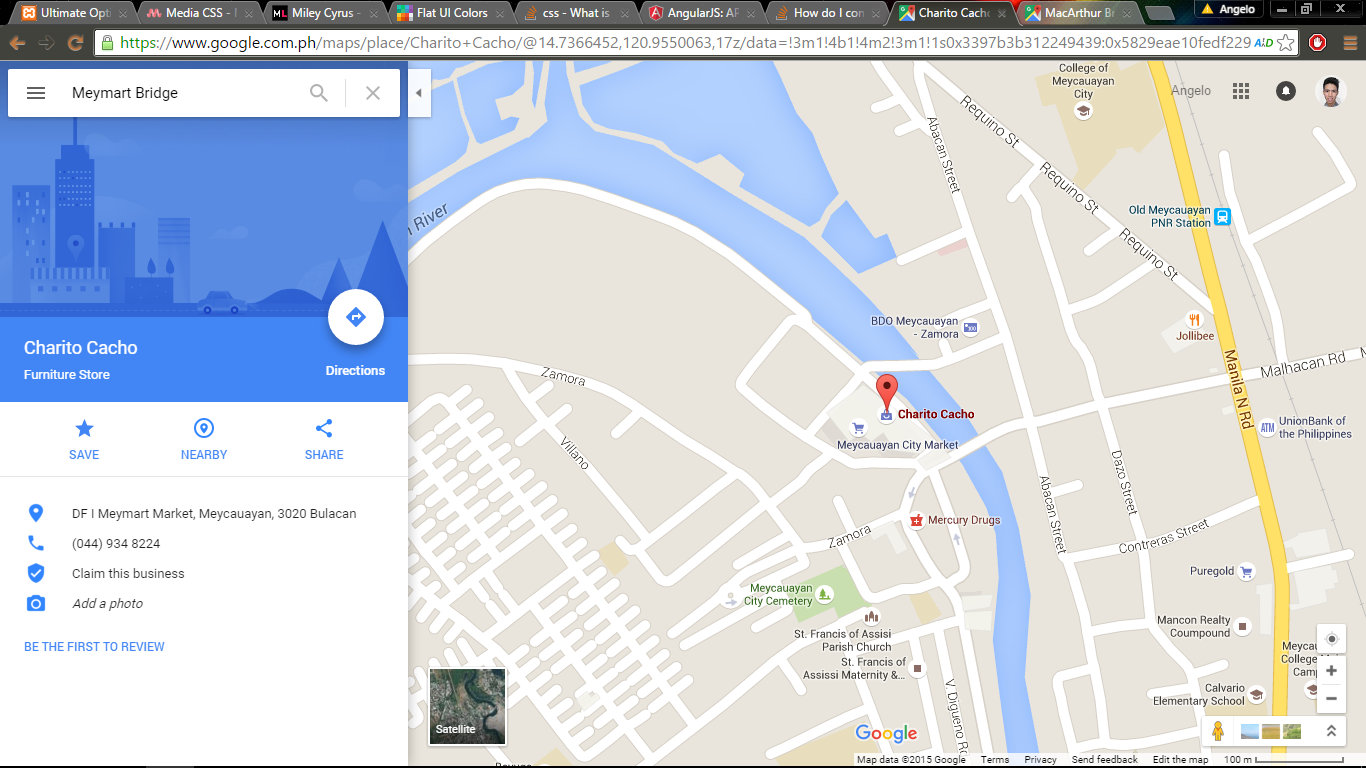 Ultimate Opti
Media CSS - M
Miley Cyrus -
Flat UI Colors
css - What is
AngularJS: AP
How do I con
Charito Cacho
MacArthur Br
Angelo
https://www.google.com.ph/maps/place/Charito+Cacho/@14.7366452,120.9550063,17z/data=!3m1!4b1!4m2!3m1!1s0x3397b3b312249439:0x5829eae10fedf229
Meymart Bridge
Charito Cacho
Furniture Store
Directions
SAVE
NEARBY
SHARE
DF I Meymart Market, Meycauayan, 3020 Bulacan
(044) 934 8224
Claim this business
Add a photo
BE THE FIRST TO REVIEW
Satellite
College of
Meycauayan
City
Angelo
Requino St
Abacan Street
Requino St
River
Old Meycauayan
PNR Station
Requino St
BDO Meycauayan
- Zamora
100
Jollibee
Manila N Rd
Malhacan Rd
M
Zamora
Charito Cacho
Meycauayan City Market
ATM
UnionBank of
the Philippines
Villano
Dazo Street
Abacan Street
Mercury Drugs
Zamora
Contreras Street
Puregold
Meycauayan
City Cemetery
St. Francis of Assisi
Parish Church
St. Francis of
Assissi Maternity &...
Mancon Realty
Coumpound
Meycau
College
Camp
Calvario
Elementary School
V. Digueno Rd
Google
Map data ©2015 Google
Terms
Privacy
Send feedback
Edit the map
100 m